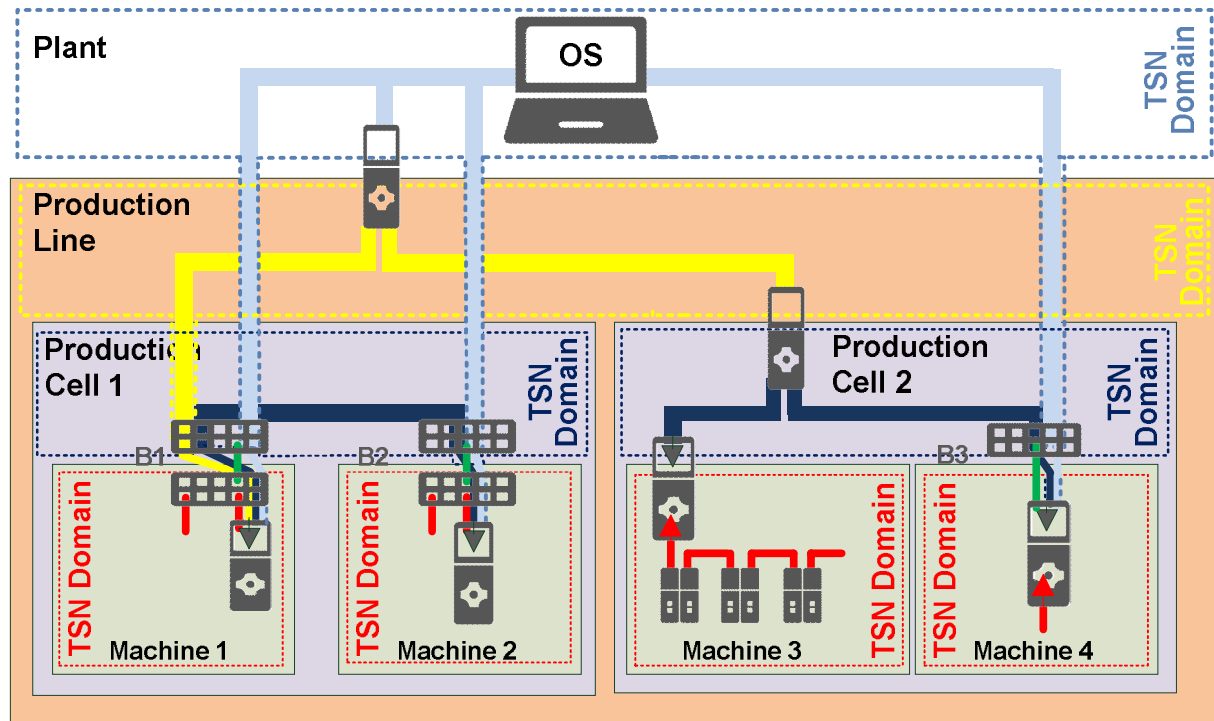 Plant
OS
TSN
Domain
Production
Line
TSN
Domain
Production
Cell 1
TSN
Domain
Production
Cell 2
TSN
Domain
B1
B2
B3
TSN Domain
Machine 1
TSN Domain
Machine 2
Machine 3
TSN Domain
TSN Domain
Machine 4